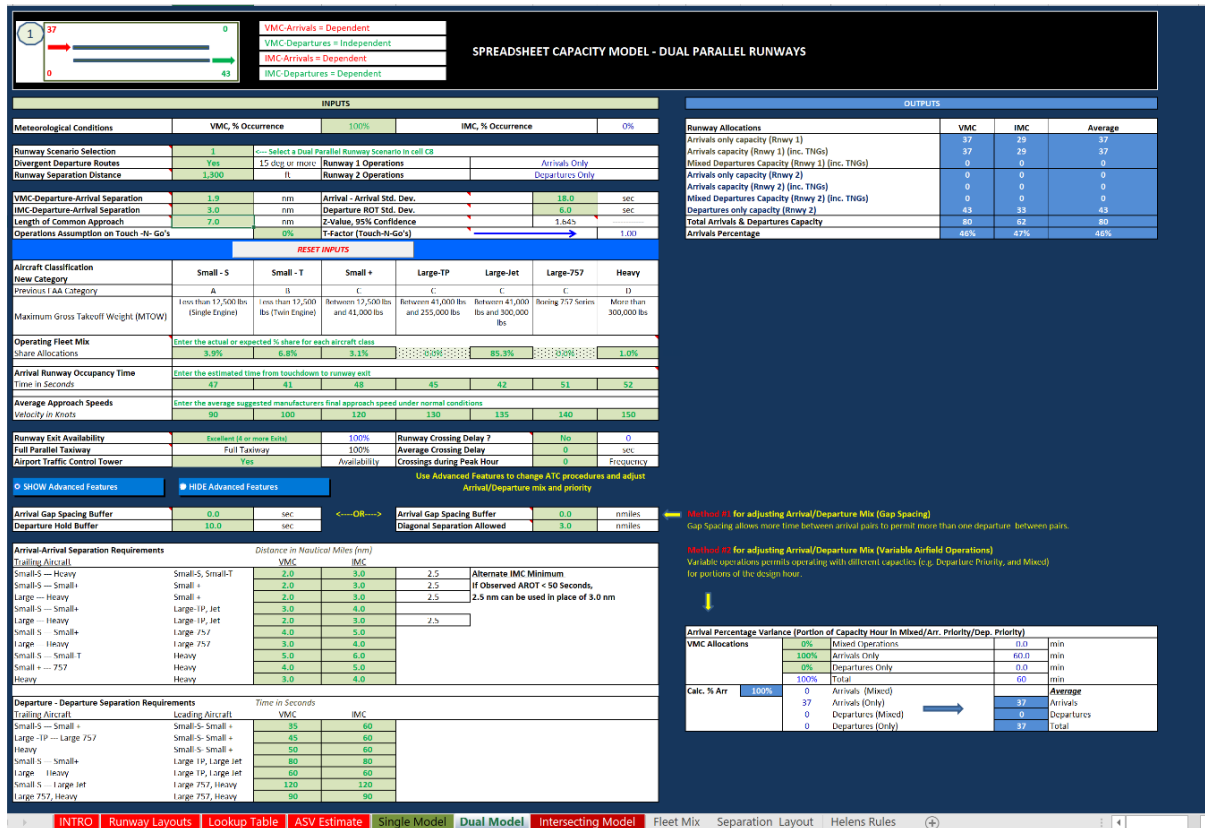 1
37
0
0
43
VMC-Arrivals = Dependent
VMC-Departures = Independent
IMC-Arrivals = Dependent
IMC-Departures = Dependent
SPREADSHEET CAPACITY MODEL - DUAL PARALLEL RUNWAYS
INPUTS
Meteorological Conditions VMC, % Occurrence 100% IMC, % Occurrence 0%
Runway Scenario Selection 1 <--- Select a Dual Parallel Runway Scenario in cell C8
Divergent Departure Routes Yes 15 deg or more Runway 1 Operations Arrivals Only
Runway Separation Distance 1,300 ft Runway 2 Operations Departures Only
VMC-Departure-Arrival Separation 1.9 nm Arrival - Arrival Std. Dev. 18.0 sec
IMC-Departure-Arrival Separation 3.0 nm Departure ROT Std. Dev. 6.0 sec
Length of Common Approach 7.0 nm Z-Value, 95% Confidence 1.645
Operations Assumption on Touch -N- Go's 0% T-Factor (Touch-N-Go's) 1.00
RESET INPUTS
Aircraft Classification
New Category Small - S Small - T Small + Large-TP Large-Jet Large-757 Heavy
Previous FAA Category A B C C C C D
Maximum Gross Takeoff Weight (MTOW) Less than 12,500 lbs (Single Engine) Less than 12,500 lbs (Twin Engine) Between 12,500 lbs and 41,000 lbs Between 41,000 lbs and 255,000 lbs Between 41,000 lbs and 300,000 lbs Boeing 757 Series More than 300,000 lbs
Operating Fleet Mix Enter the actual or expected % share for each aircraft class
Share Allocations 3.9% 6.8% 3.1% 0.0% 85.3% 0.0% 1.0%
Arrival Runway Occupancy Time Enter the estimated time from touchdown to runway exit
Time in Seconds 47 41 48 45 42 51 52
Average Approach Speeds Enter the average suggested manufacturers final approach speed under normal conditions
Velocity in Knots 90 100 120 130 135 140 150
Runway Exit Availability Excellent (4 or more Exits) 100% Runway Crossing Delay ? No 0
Full Parallel Taxiway Full Taxiway 100% Average Crossing Delay 0 sec
Airport Traffic Control Tower Yes Availability Crossings during Peak Hour 0 Frequency
SHOW Advanced Features HIDE Advanced Features
Use Advanced Features to change ATC procedures and adjust
Arrival/Departure mix and priority
Arrival Gap Spacing Buffer 0.0 sec <----OR----> Arrival Gap Spacing Buffer 0.0 nmiles
Departure Hold Buffer 10.0 sec Diagonal Separation Allowed 3.0 nmiles
Arrival-Arrival Separation Requirements Distance in Nautical Miles (nm)
Trailing Aircraft VMC IMC
Small-S --- Heavy Small-S, Small-T 2.0 3.0 2.5 Alternate IMC Minimum
Small-S --- Small+ Small + 2.0 3.0 2.5 If Observed AROT < 50 Seconds,
Large --- Heavy Small + 2.0 3.0 2.5 2.5 nm can be used in place of 3.0 nm
Small-S --- Small+ Large-TP, Jet 3.0 4.0
Large --- Heavy Large-TP, Jet 2.0 3.0 2.5
Small S --- Small+ Large 757 4.0 5.0
Large Heavy Large 757 3.0 4.0
Small-S --- Small-T Heavy 5.0 6.0
Small + --- 757 Heavy 4.0 5.0
Heavy Heavy 3.0 4.0
Departure - Departure Separation Requirements Time in Seconds
Trailing Aircraft Leading Aircraft VMC IMC
Small-S --- Small + Small-S- Small + 35 60
Large -TP --- Large 757 Small-S- Small + 45 60
Heavy Small-S- Small + 50 60
Small S --- Small+ Large TP, Large Jet 80 80
Large Heavy Large TP, Large Jet 60 60
Small S Large Jet Large 757, Heavy 120 120
Large 757, Heavy Large 757, Heavy 90 90
OUTPUTS
Runway Allocations VMC IMC Average
Arrivals only capacity (Rnwy 1) 37 29 37
Arrivals capacity (Rnwy 1) (inc. TNGs) 37 29 37
Mixed Departures Capacity (Rnwy 1) (inc. TNGs) 0 0 0
Arrivals only capacity (Rnwy 2) 0 0 0
Arrivals capacity (Rnwy 2) (inc. TNGs) 0 0 0
Mixed Departures Capacity (Rnwy 2) (inc. TNGs) 0 0 0
Departures only capacity (Rnwy 2) 43 33 43
Total Arrivals & Departures Capacity 80 62 80
Arrivals Percentage 46% 47% 46%
Method #1 for adjusting Arrival/Departure Mix (Gap Spacing)
Gap Spacing allows more time between arrival pairs to permit more than one departure between pairs.
Method #2 for adjusting Arrival/Departure Mix (Variable Airfield Operations)
Variable operations permits operating with different capacties (e.g. Departure Priority, and Mixed)
for portions of the design hour.
Arrival Percentage Variance (Portion of Capacity Hour in Mixed/Arr. Priority/Dep. Priority)
VMC Allocations 0% Mixed Operations 0.0 min
100% Arrivals Only 60.0 min
0% Departures Only 0.0 min
100% Total 60 min
Calc. % Arr 100% 0 Arrivals (Mixed) Average
37 Arrivals (Only) 37 Arrivals
0 Departures (Mixed) 0 Departures
0 Departures (Only) 37 Total
INTRO Runway Layouts Lookup Table ASV Estimate Single Model Dual Model Intersecting Model Fleet Mix Separation Layout Helens Rules